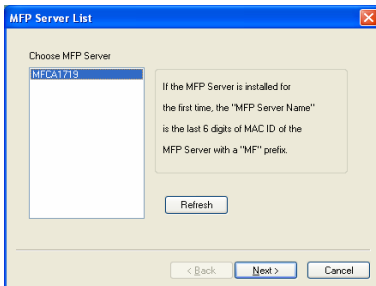 MFP Server List
Choose MFP Server
MFCA1719
If the MFP Server is installed for
the first time, the "MFP Server Name"
is the last 6 digits of MAC ID of the
MFP Server with a "MF" prefix.
Refresh
< Back
Next >
Cancel